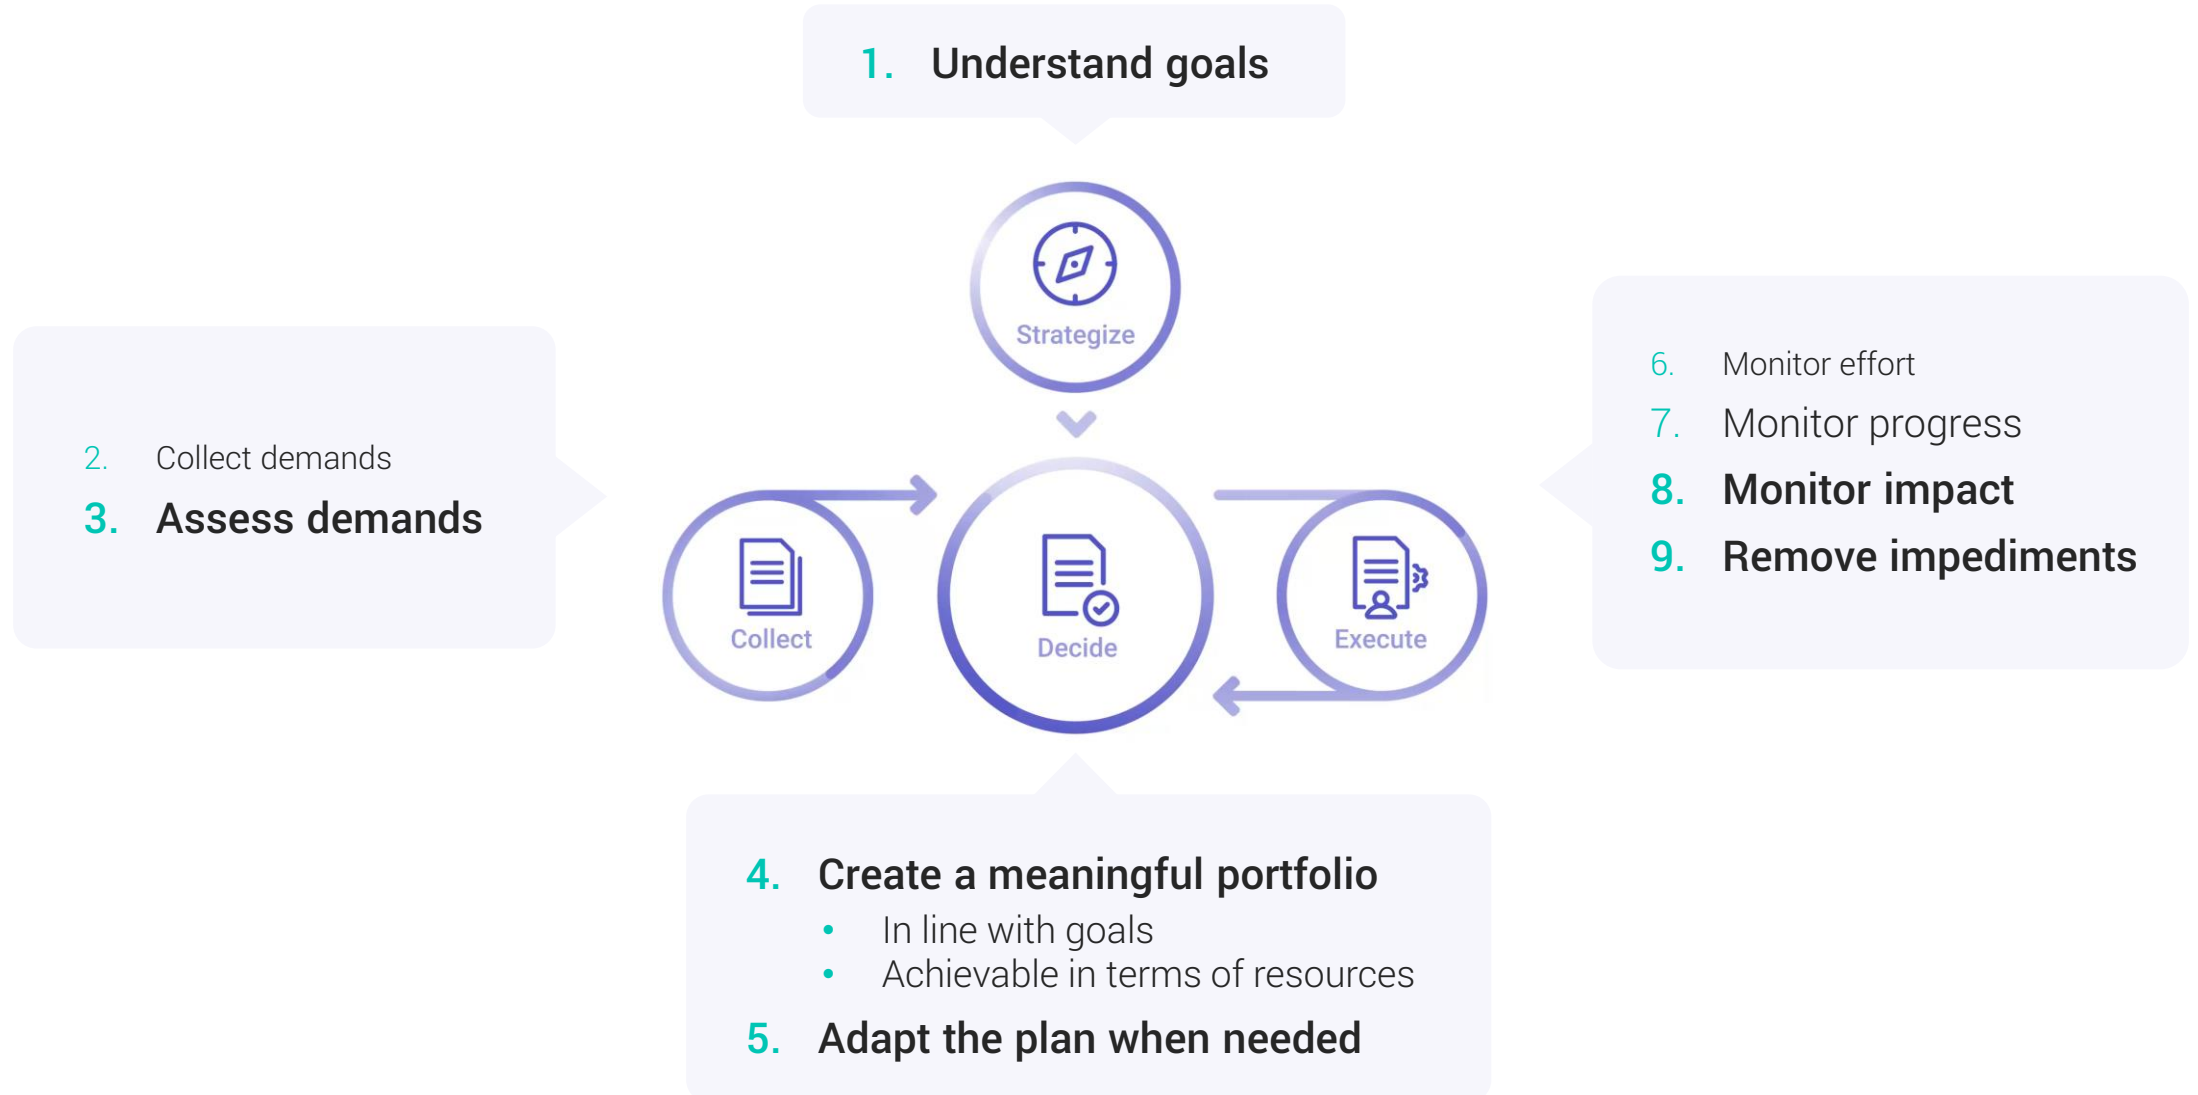 1. Understand goals
Strategize
2. Collect demands
3. Assess demands
Collect
Decide
Execute
6. Monitor effort
7. Monitor progress
8. Monitor impact
9. Remove impediments
4. Create a meaningful portfolio
• In line with goals
• Achievable in terms of resources
5. Adapt the plan when needed